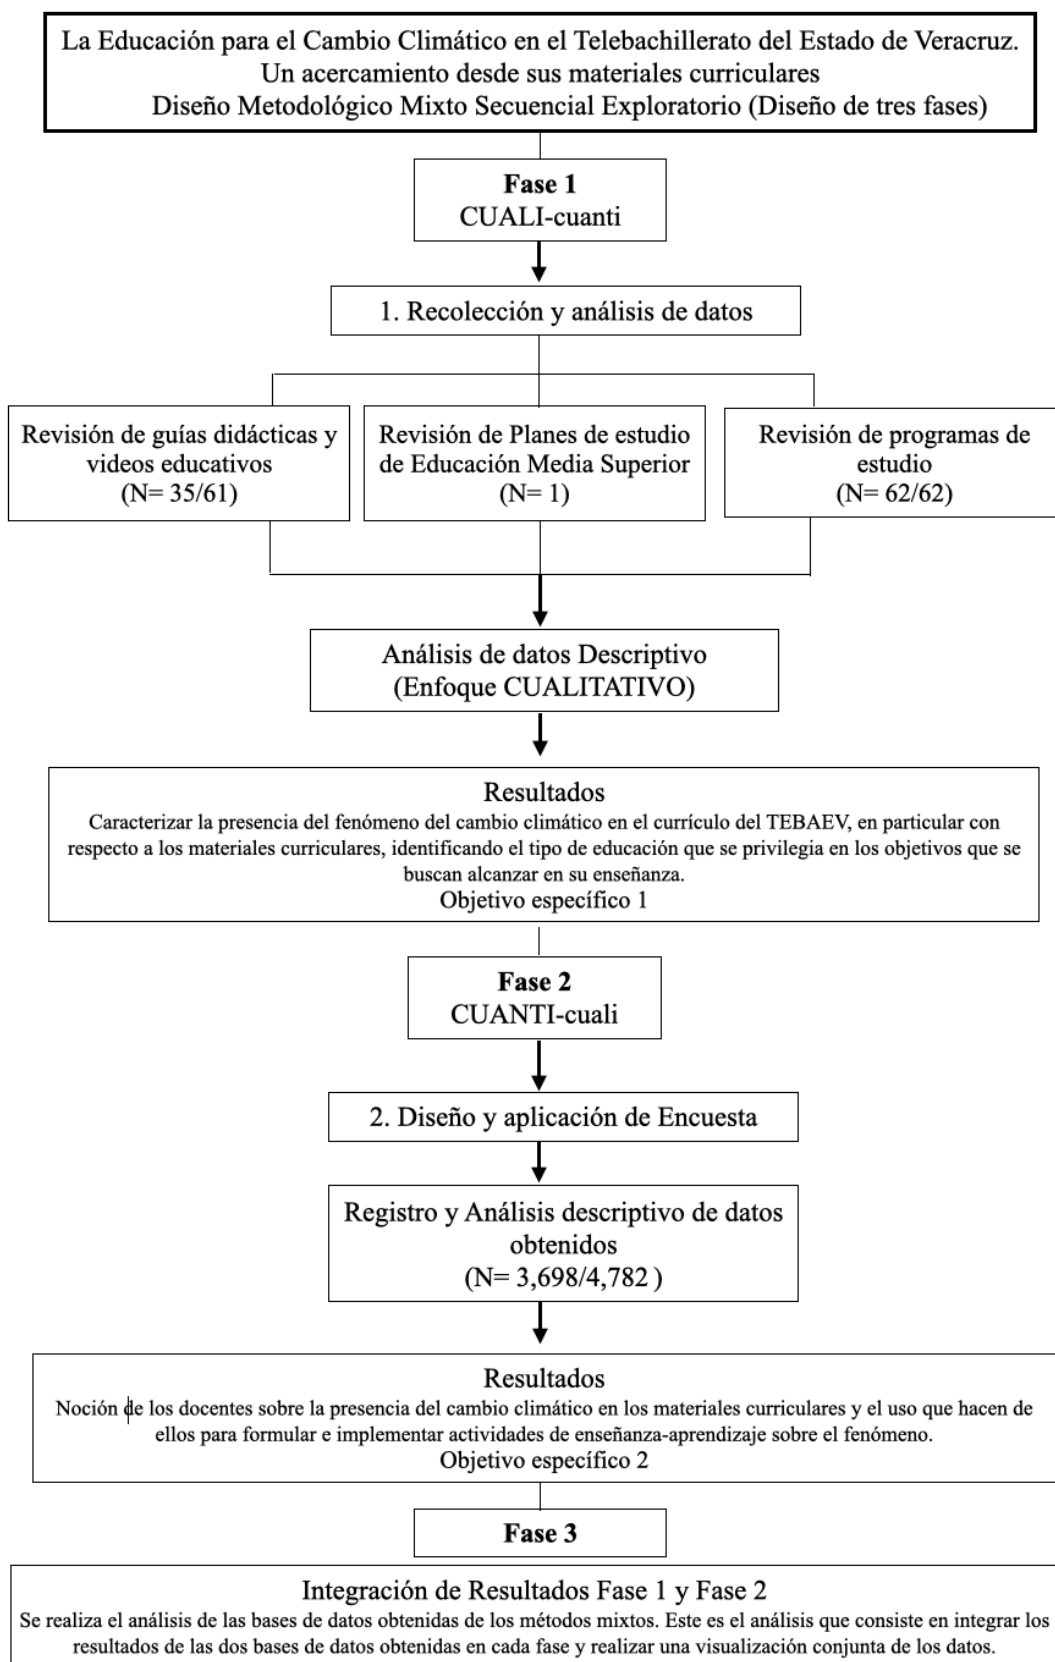 La Educación para el Cambio Climático en el Telebachillerato del Estado de Veracruz.
Un acercamiento desde sus materiales curriculares
Diseño Metodológico Mixto Secuencial Exploratorio (Diseño de tres fases)
Fase 1
CUALI-cuanti
1. Recolección y análisis de datos
Revisión de guías didácticas y
videos educativos
(N= 35/61)
Revisión de Planes de estudio
de Educación Media Superior
(N= 1)
Revisión de programas de
estudio
(N= 62/62)
Análisis de datos Descriptivo
(Enfoque CUALITATIVO)
Resultados
Caracterizar la presencia del fenómeno del cambio climático en el currículo del TEBAEV, en particular con
respecto a los materiales curriculares, identificando el tipo de educación que se privilegia en los objetivos que se
buscan alcanzar en su enseñanza.
Objetivo específico 1
Fase 2
CUANTI-cuali
2. Diseño y aplicación de Encuesta
Registro y Análisis descriptivo de datos
obtenidos
(N= 3,698/4,782 )
Resultados
Noción de los docentes sobre la presencia del cambio climático en los materiales curriculares y el uso que hacen de
ellos para formular e implementar actividades de enseñanza-aprendizaje sobre el fenómeno.
Objetivo específico 2
Fase 3
Integración de Resultados Fase 1 y Fase 2
Se realiza el análisis de las bases de datos obtenidas de los métodos mixtos. Este es el análisis que consiste en integrar los
resultados de las dos bases de datos obtenidas en cada fase y realizar una visualización conjunta de los datos.